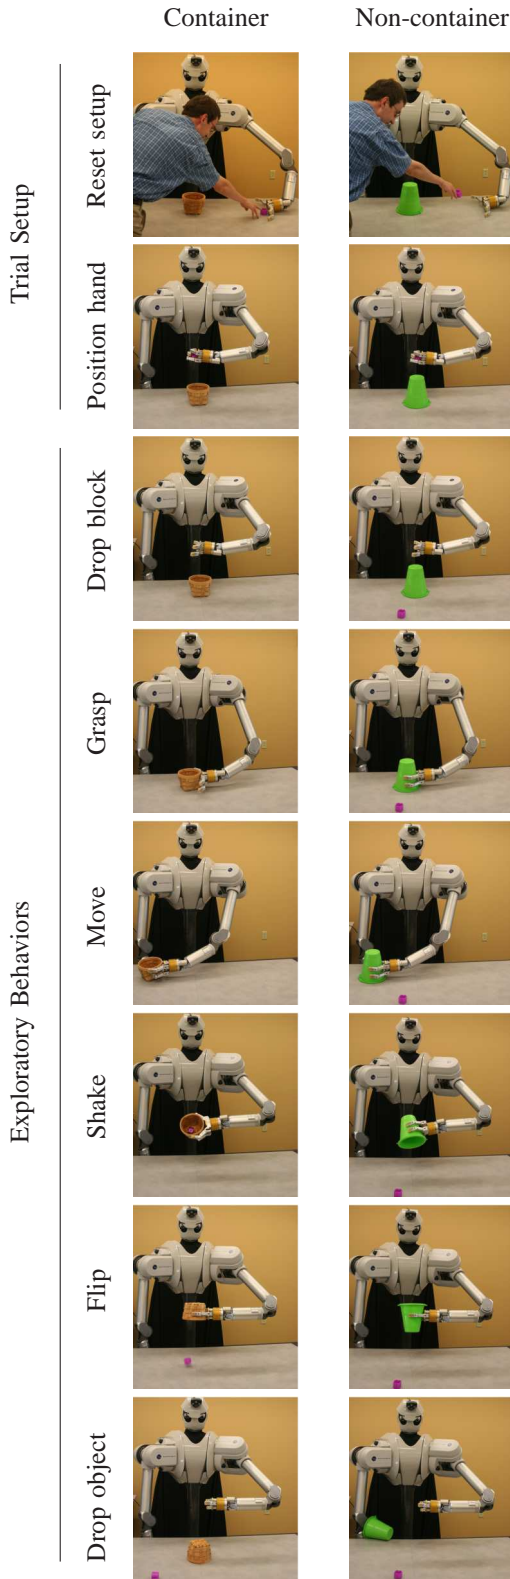 Container
Non-container
Trial Setup
Reset setup
Position hand
Exploratory Behaviors
Drop block
Grasp
Move
Shake
Flip
Drop object